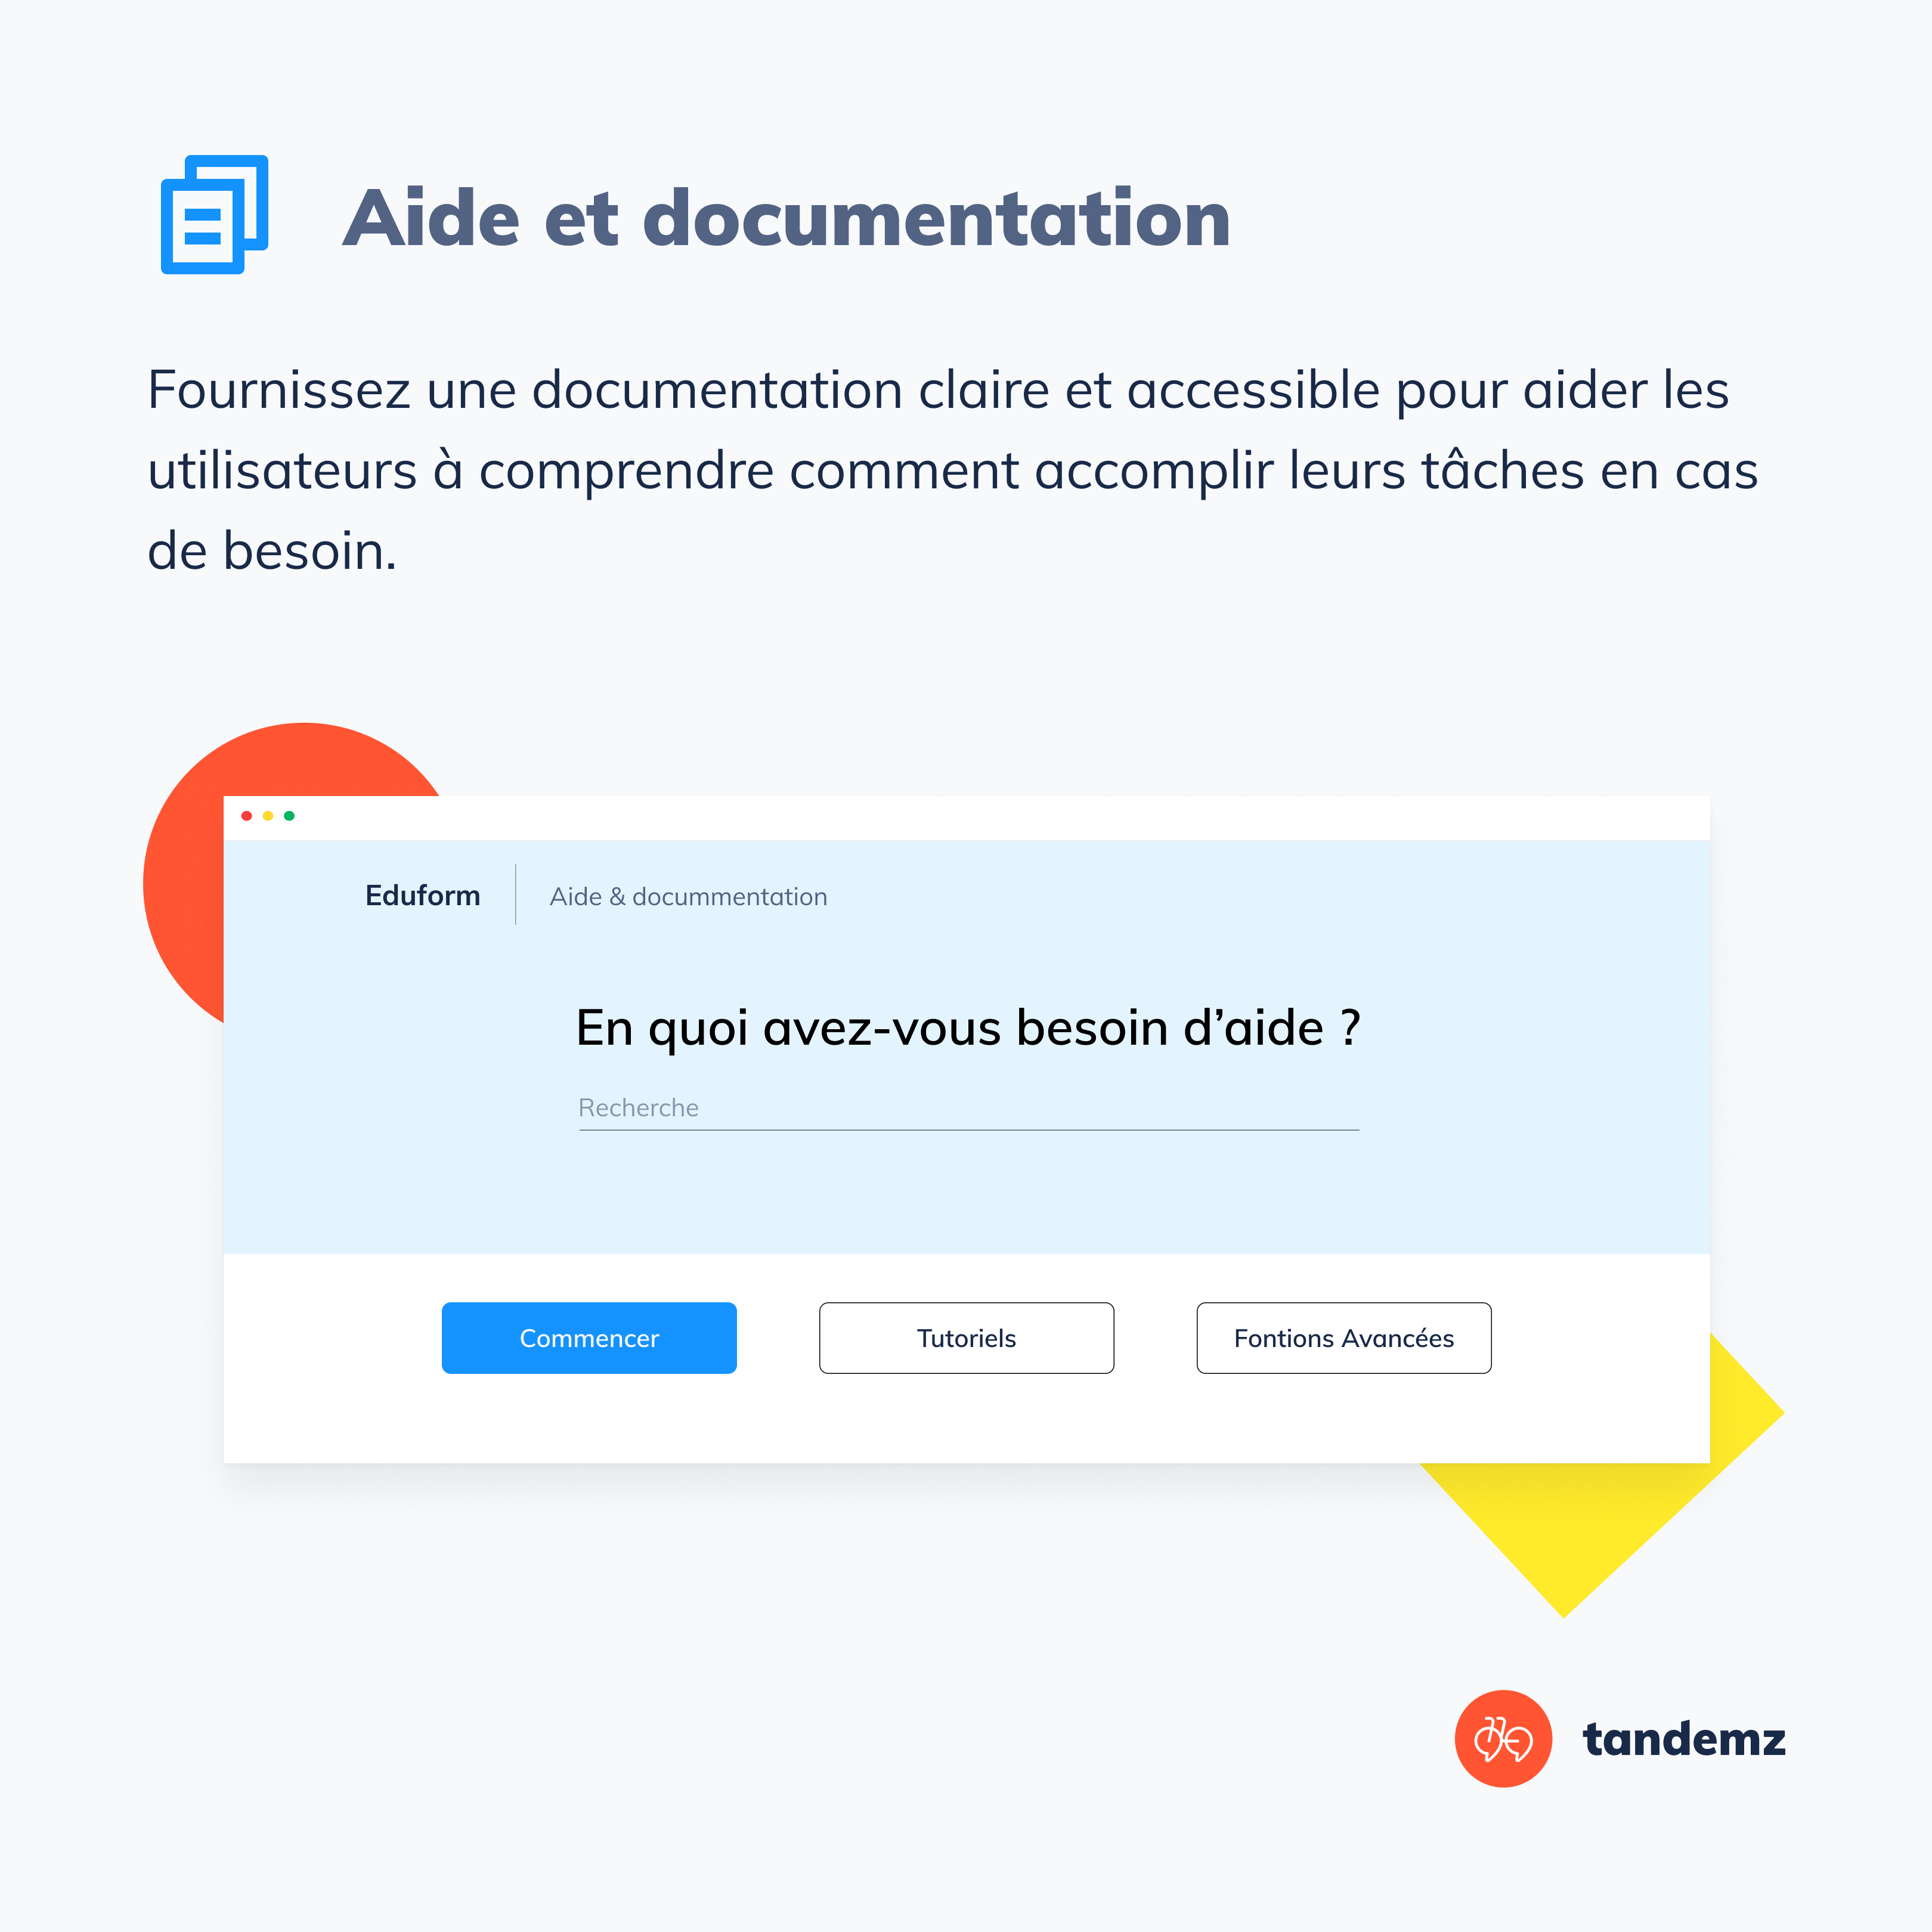 Aide et documentation
Fournissez une documentation claire et accessible pour aider les
utilisateurs à comprendre comment accomplir leurs tâches en cas
de besoin.
Eduform
Aide & docummentation
En quoi avez-vous besoin d’aide ?
Recherche
Commencer
Tutoriels
Fontions Avancées
tandemz